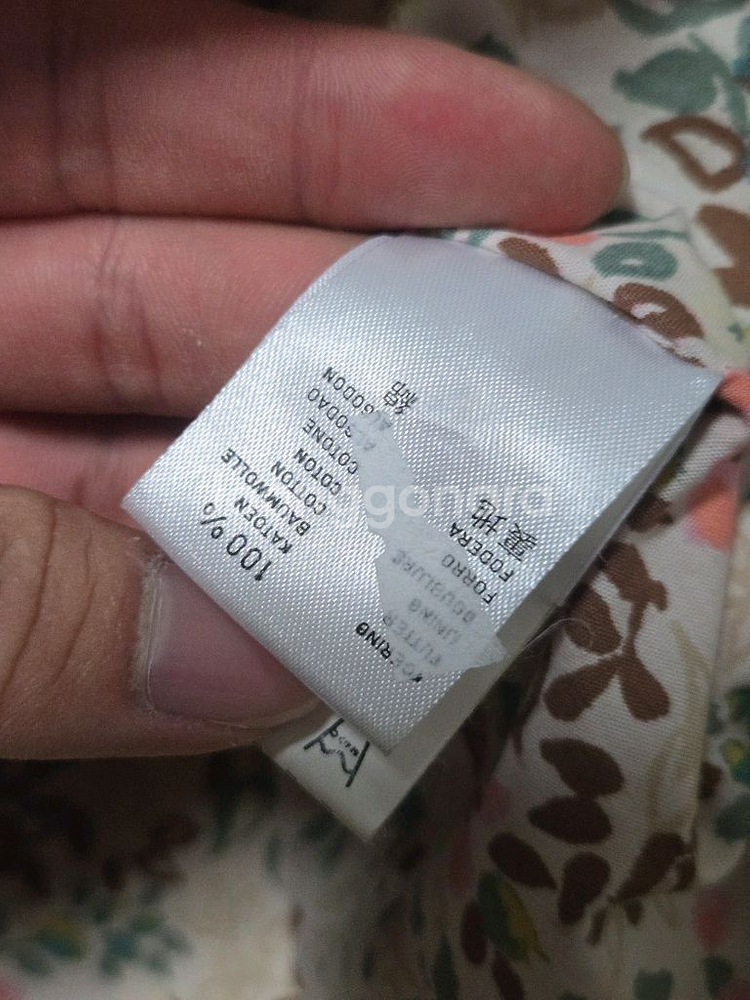 VOERING
FUTTER
LINING
DOUBLURE
FORRO
FODERA
裏地
100%
KATOEN
BAUMWOLLE
COTTON
COTON
COTONE
ALGODAO
ALGODON
綿